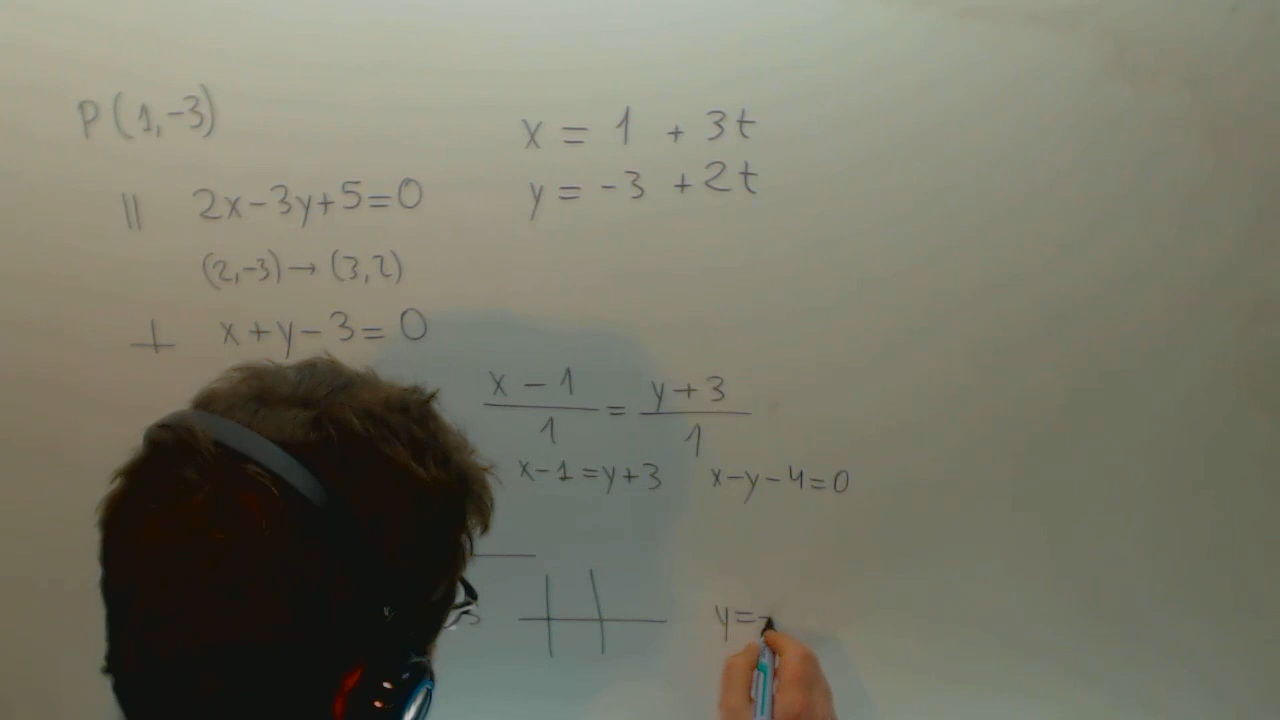 P(1,-3)
x = 1 + 3t
|| 2x-3y+5=0
y = -3 + 2t
(2,-3) → (3,2)
⊥ x+y-3=0
x - 1 / 1 = y + 3 / 1
x-1=y+3 x-y-4=0
y=-